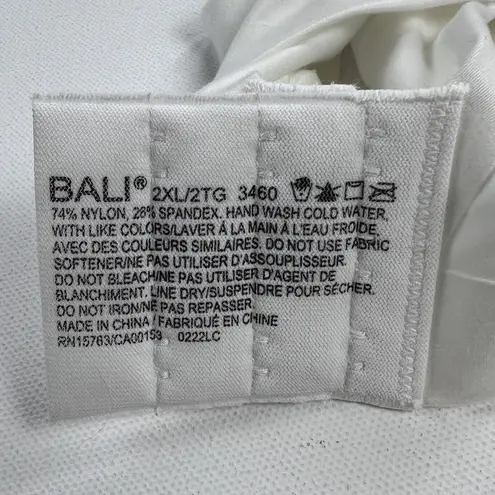 BALI® 2XL/2TG 3460
74% NYLON, 26% SPANDEX. HAND WASH COLD WATER,
WITH LIKE COLORS/LAVER À LA MAIN À L'EAU FROIDE,
AVEC DES COULEURS SIMILAIRES. DO NOT USE FABRIC
SOFTENER/NE PAS UTILISER D'ASSOUPLISSEUR.
DO NOT BLEACH/NE PAS UTILISER D'AGENT DE
BLANCHIMENT. LINE DRY/SUSPENDRE POUR SÉCHER.
DO NOT IRON/NE PAS REPASSER.
MADE IN CHINA / FABRIQUÉ EN CHINE
RN15763/CA00153 0222LC